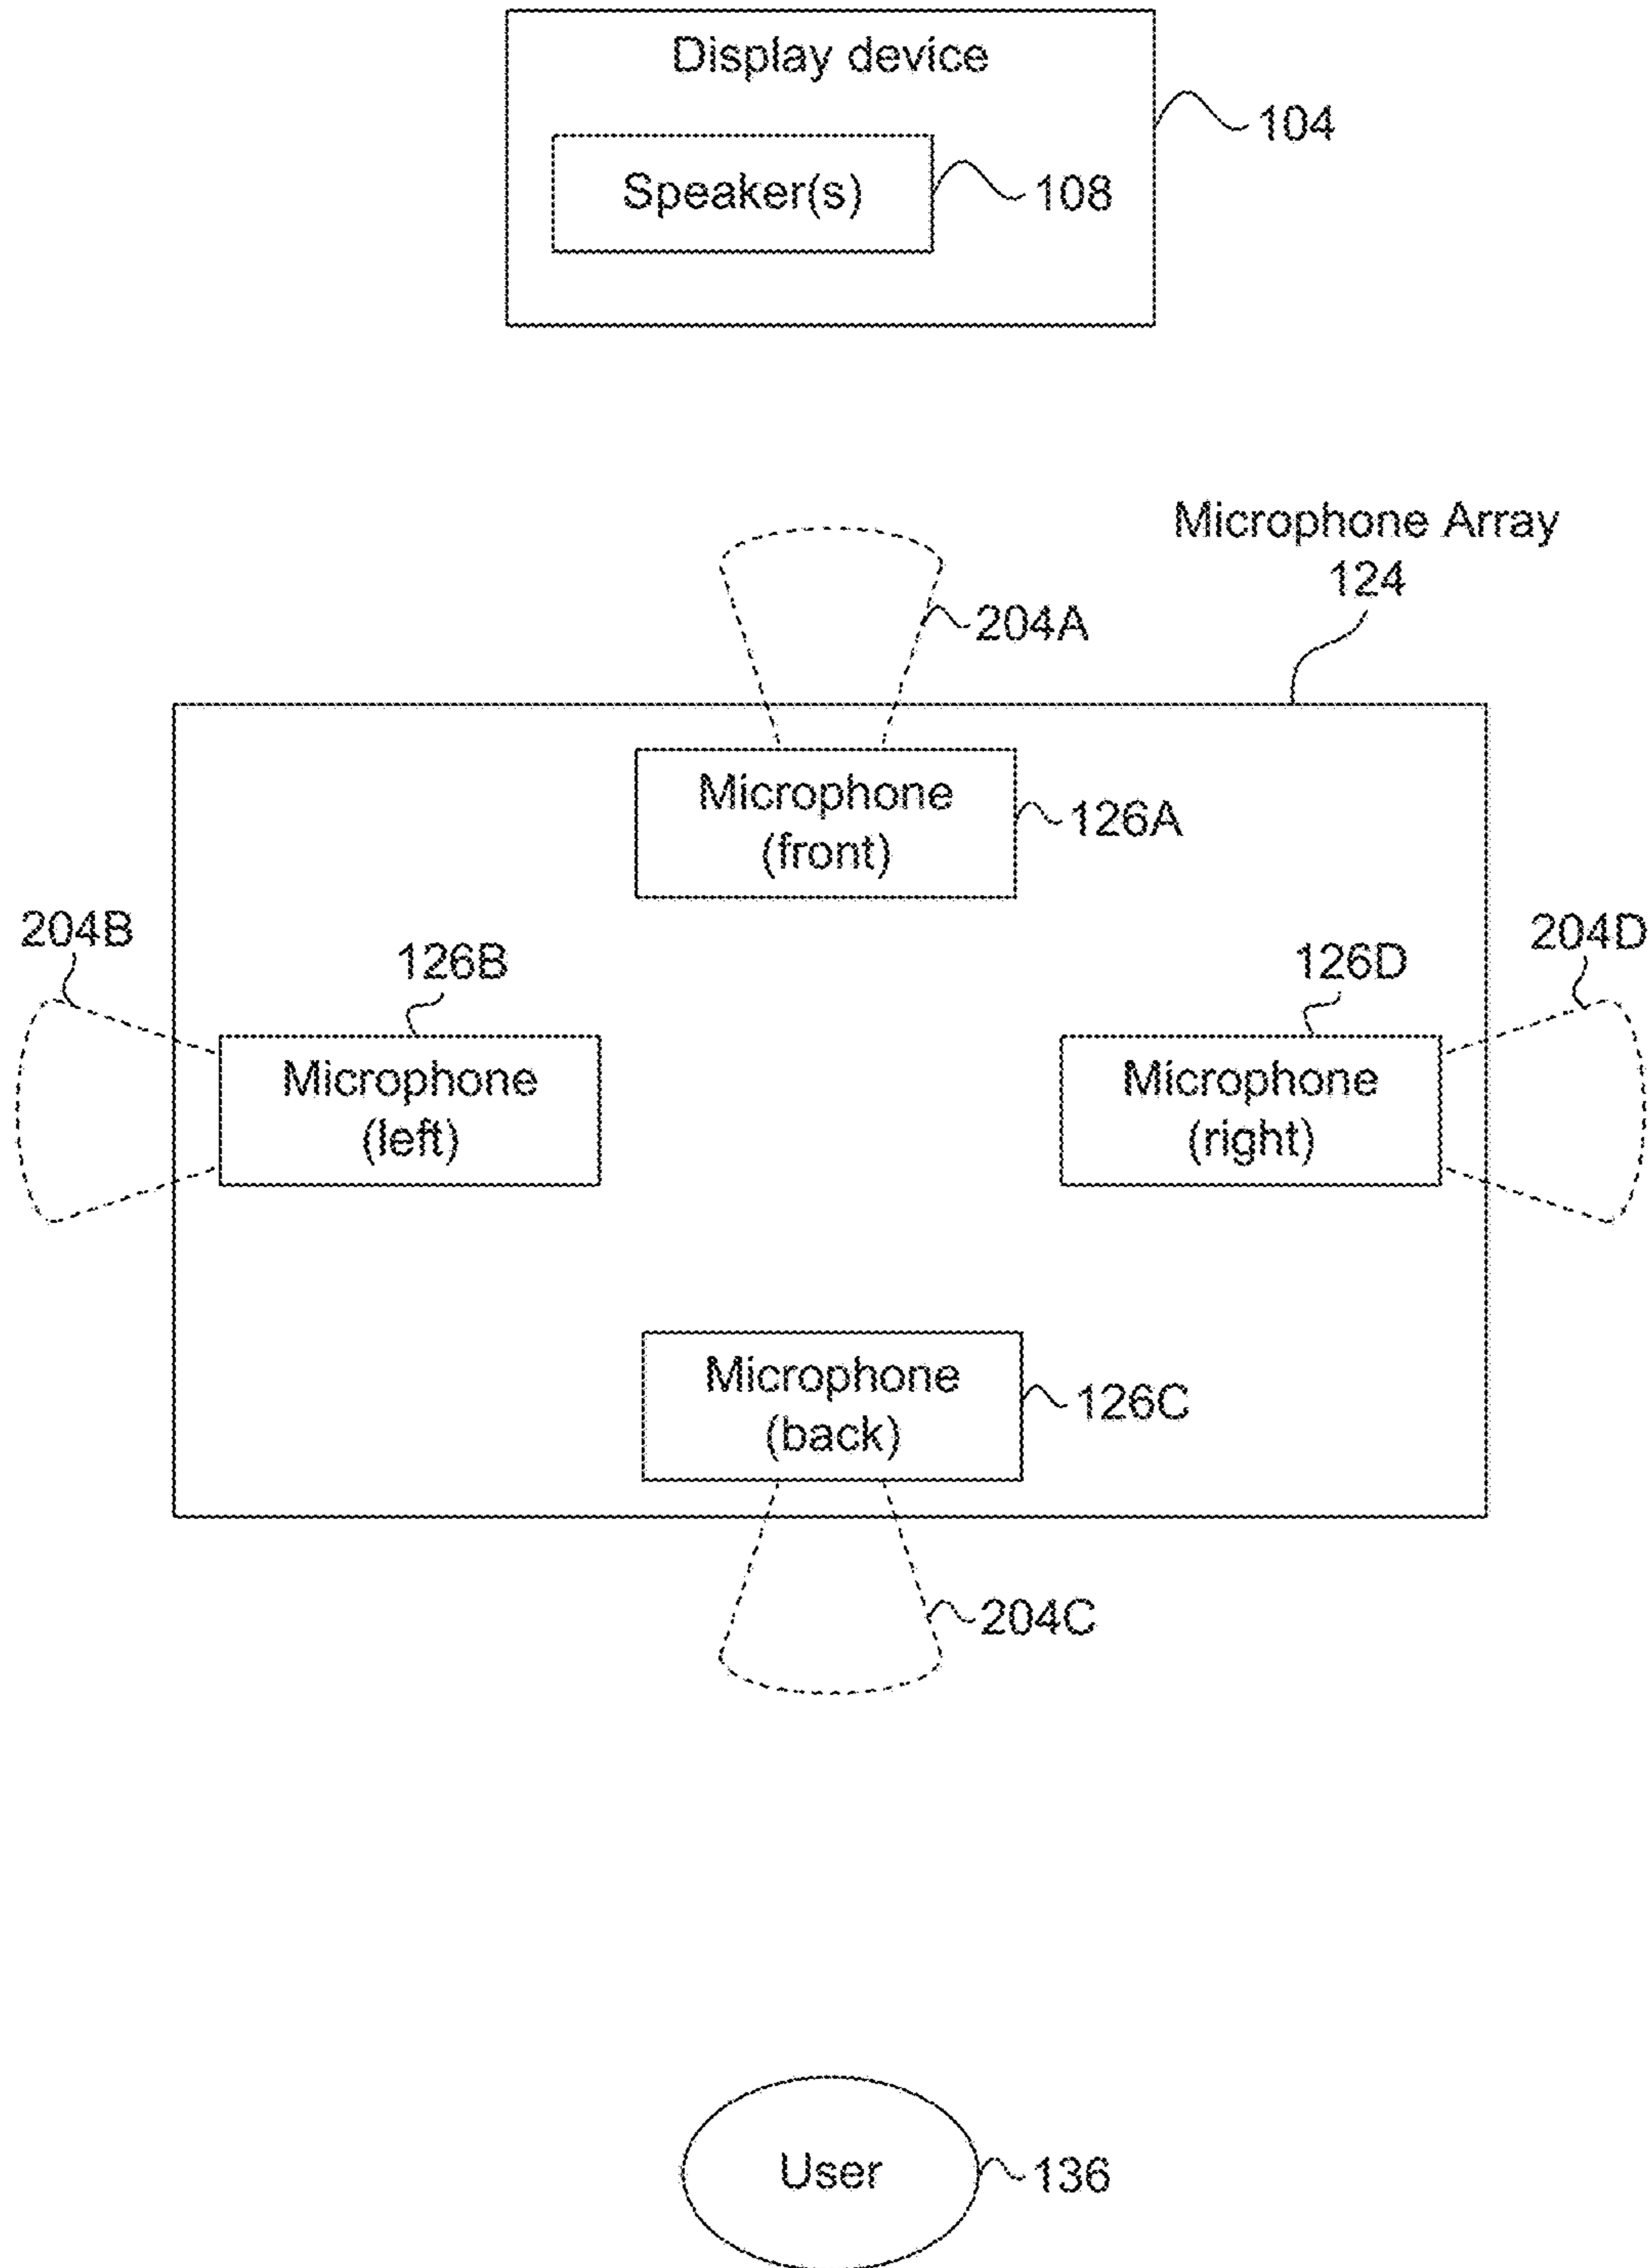 Display device
104
Speaker(s)
108
Microphone Array
124
204A
Microphone
(front)
126A
204B
126B
126D
204D
Microphone
(left)
Microphone
(right)
Microphone
(back)
126C
204C
User
136